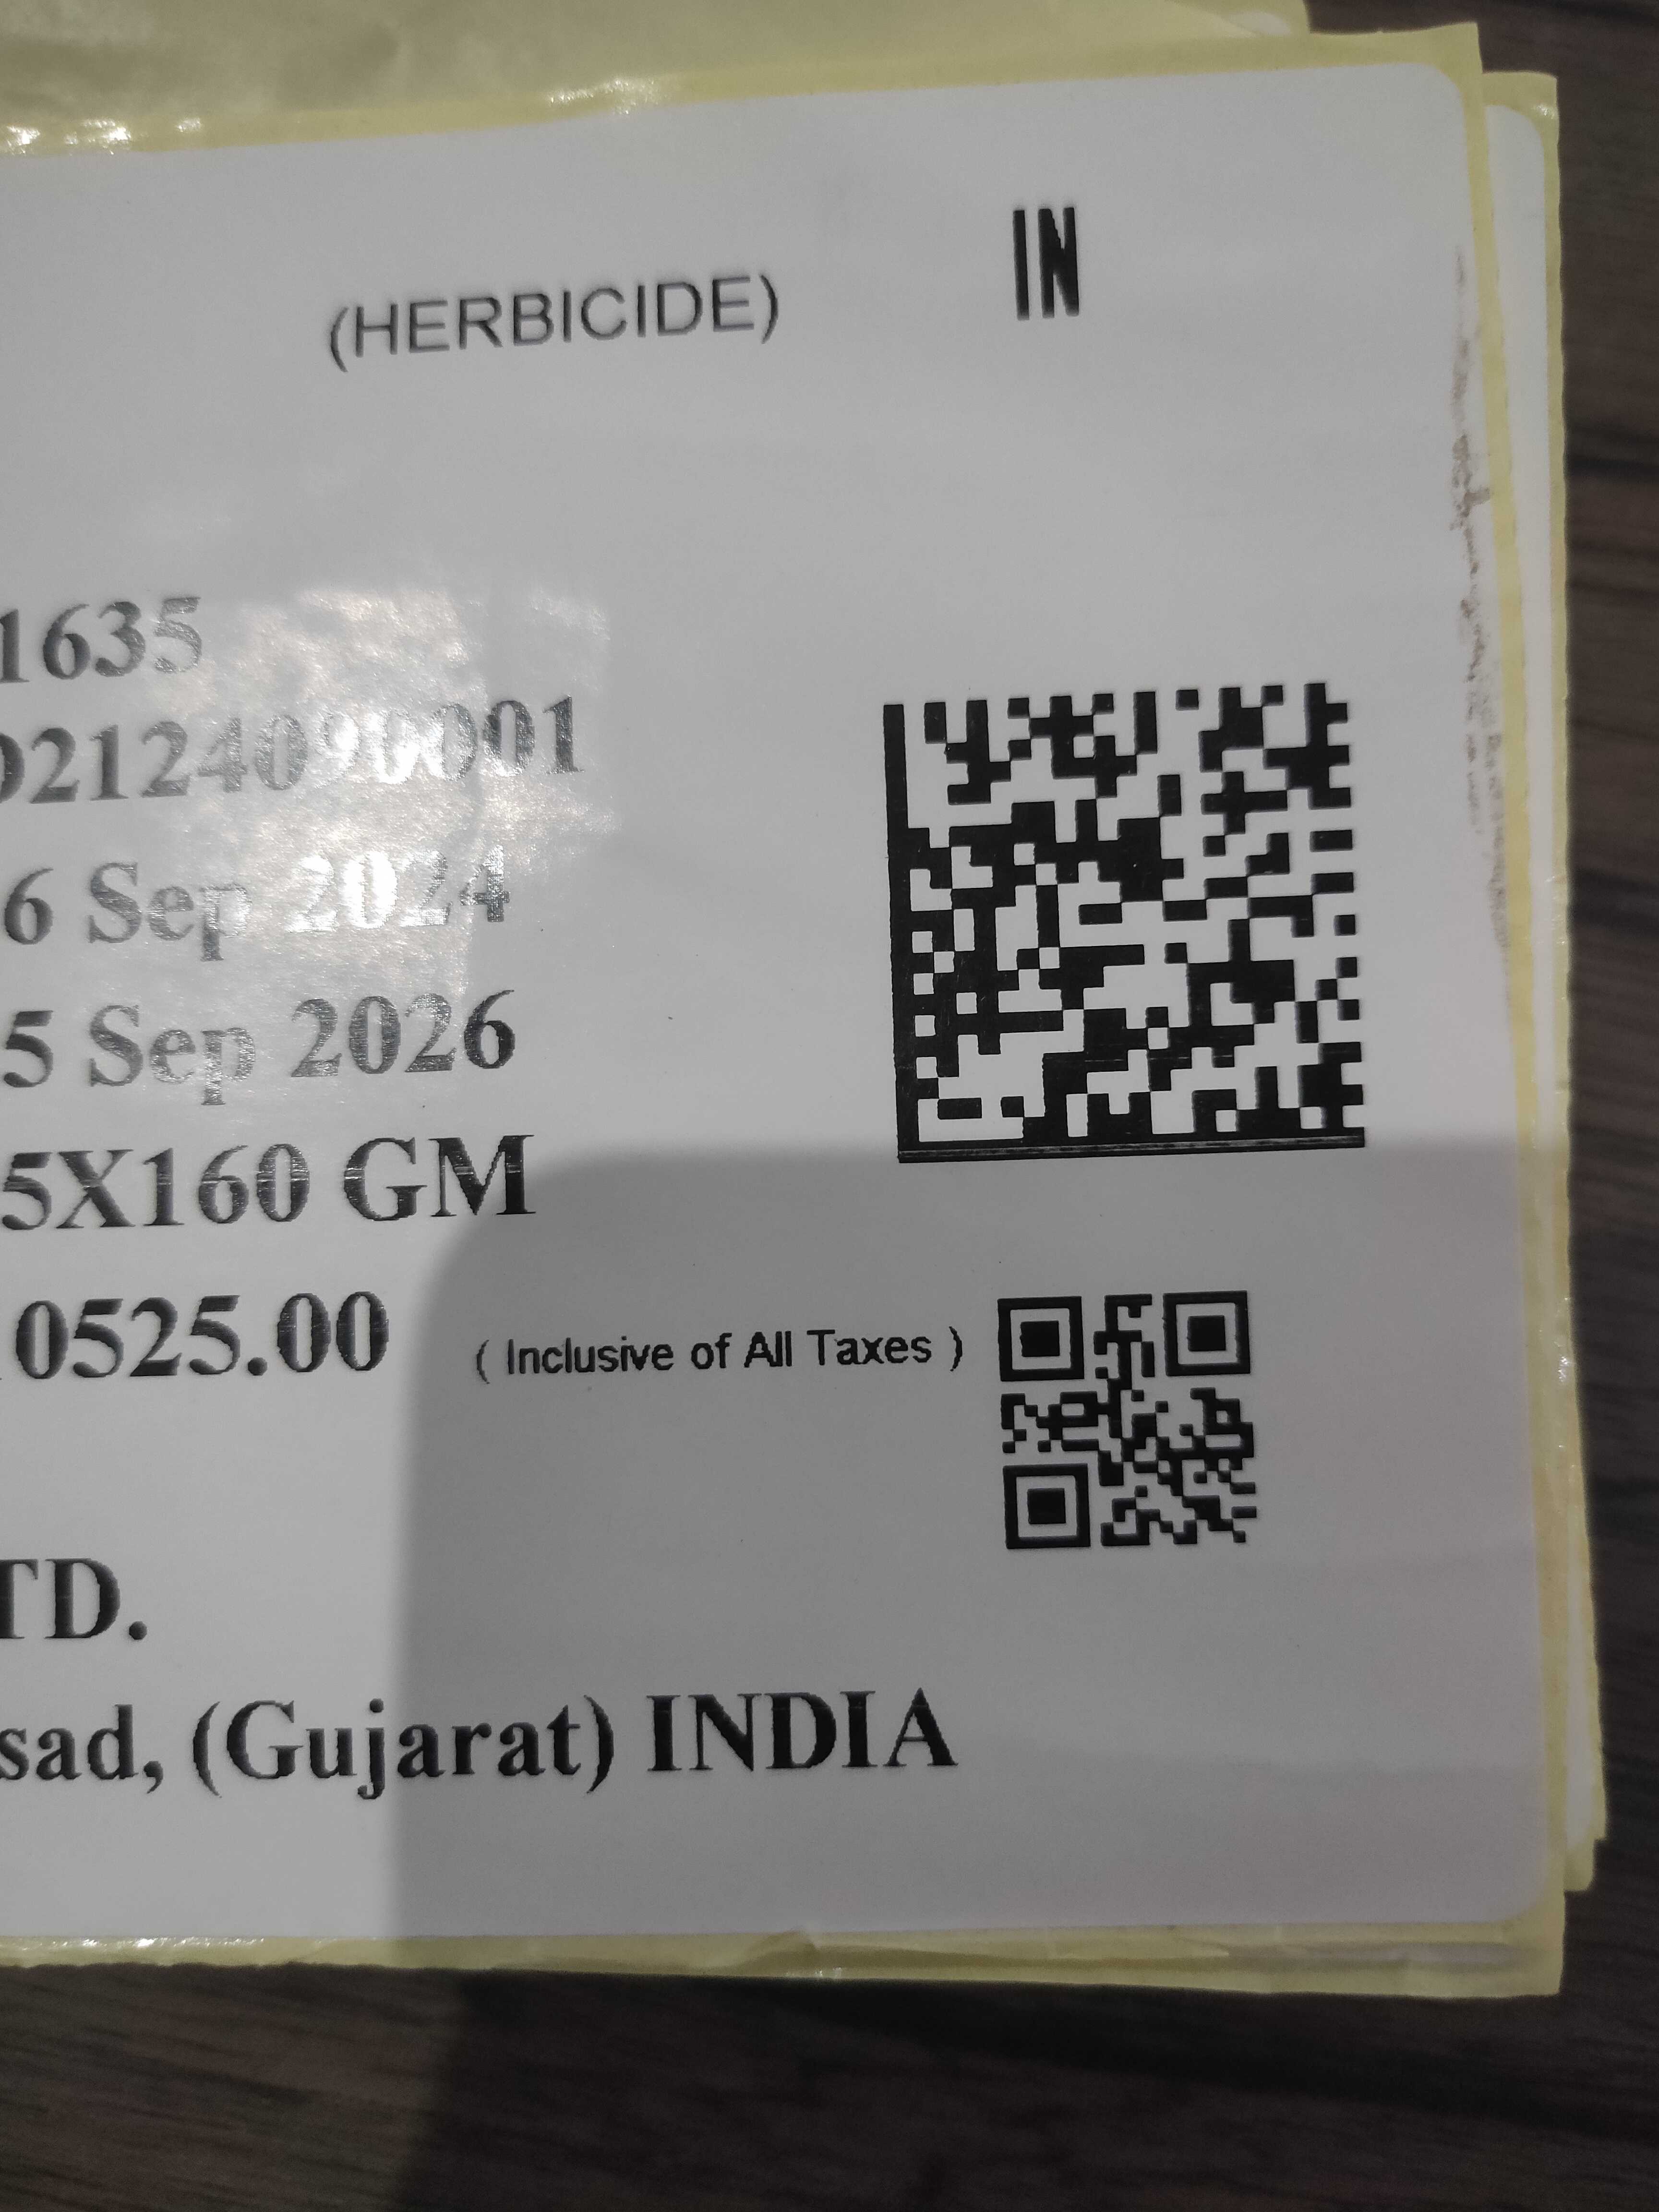 IN
(HERBICIDE)
1635
D2124090001
6 Sep 2024
5 Sep 2026
5X160 GM
0525.00 ( Inclusive of All Taxes )
TD.
sad, (Gujarat) INDIA